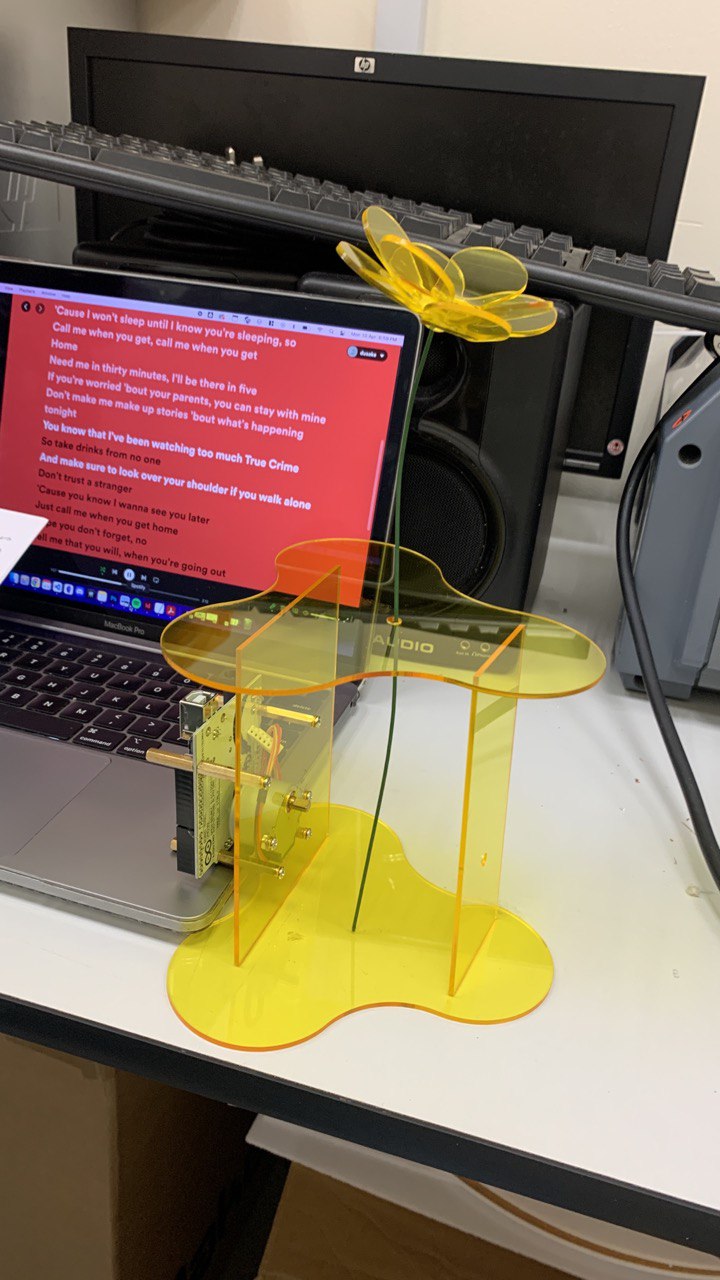 hp
'Cause I won't sleep until I know you're sleeping, so
Call me when you get, call me when you get
Home
Need me in thirty minutes, I'll be there in five
If you're worried 'bout your parents, you can stay with mine
Don't make me make up stories 'bout what's happening
tonight
You know that I've been watching too much True Crime
So take drinks from no one
And make sure to look over your shoulder if you walk alone
Don't trust a stranger
'Cause you know I wanna see you later
Just call me when you get home
you don't forget, no
me that you will, when you're going out
Spotify
MacBook Pro
command
option
AUDIO